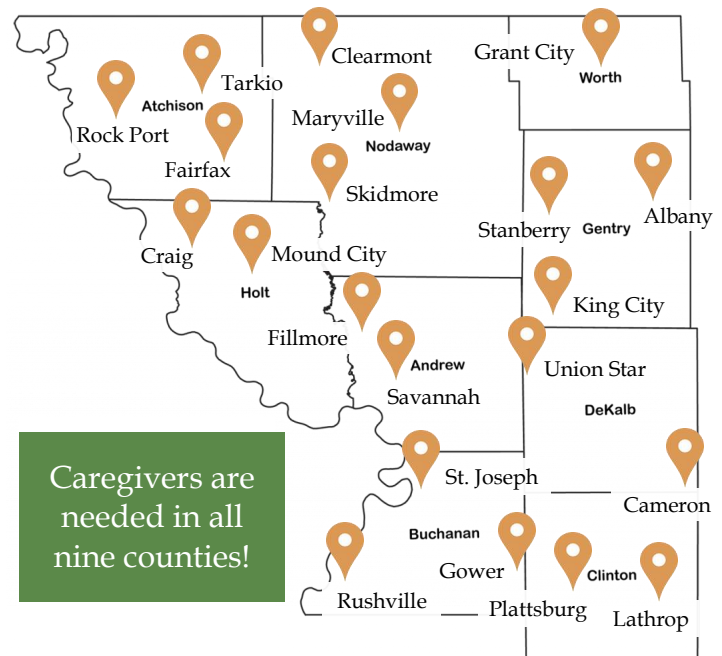 Clearmont
Grant City
Worth
Tarkio
Atchison
Rock Port
Maryville
Nodaway
Fairfax
Skidmore
Stanberry
Gentry
Albany
Craig
Mound City
Holt
King City
Fillmore
Andrew
Savannah
Union Star
DeKalb
Caregivers are
needed in all
nine counties!
St. Joseph
Cameron
Buchanan
Gower
Clinton
Rushville
Plattsburg
Lathrop